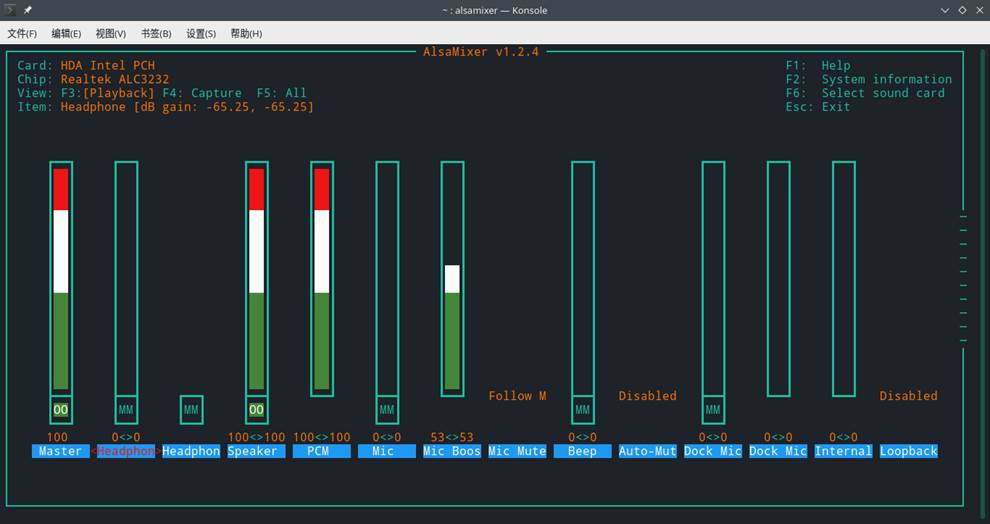 ~ : alsamixer — Konsole
文件(F) 编辑(E) 视图(V) 书签(B) 设置(S) 帮助(H)
AlsaMixer v1.2.4
Card: HDA Intel PCH F1: Help
Chip: Realtek ALC3232 F2: System information
View: F3:[Playback] F4: Capture F5: All F6: Select sound card
Item: Headphone [dB gain: -65.25, -65.25] Esc: Exit
Follow M Disabled Disabled
OO MM MM OO MM MM MM
100 0<>0 100<>100 100<>100 0<>0 53<>53 0<>0 0<>0 0<>0 0<>0
Master <Headphon> Headphon Speaker PCM Mic Mic Boos Mic Mute Beep Auto-Mut Dock Mic Dock Mic Internal Loopback